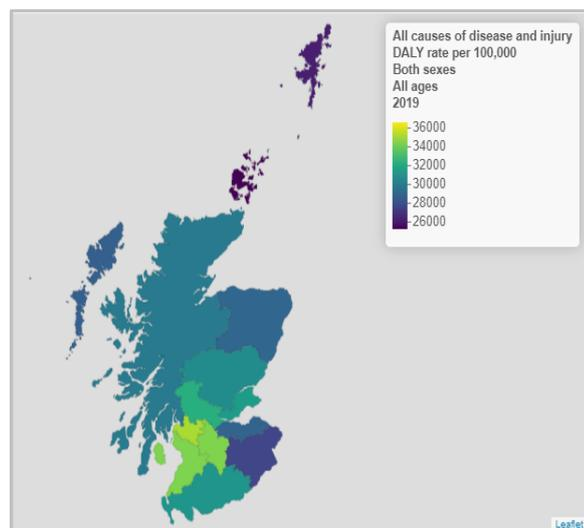 All causes of disease and injury
DALY rate per 100,000
Both sexes
All ages
2019
36000
34000
32000
30000
28000
26000
Leaflet